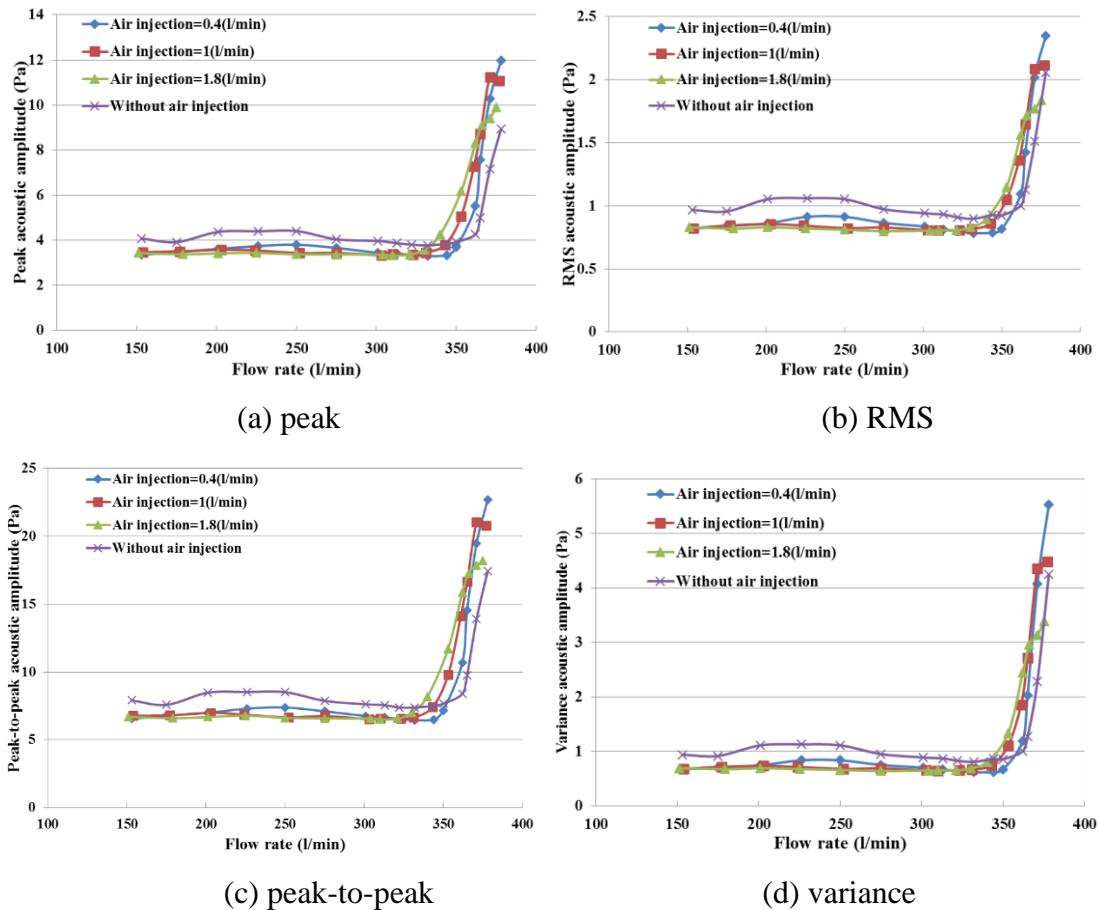 Air injection=0.4(l/min)
Air injection=1(l/min)
Air injection=1.8(l/min)
Without air injection
Peak acoustic amplitude (Pa)
14
12
10
8
6
4
2
0
100 150 200 250 300 350 400
Flow rate (l/min)
(a) peak
Air injection=0.4(l/min)
Air injection=1(l/min)
Air injection=1.8(l/min)
Without air injection
RMS acoustic amplitude (Pa)
2.5
2
1.5
1
0.5
0
100 150 200 250 300 350 400
Flow rate (l/min)
(b) RMS
Air injection=0.4(l/min)
Air injection=1(l/min)
Air injection=1.8(l/min)
Without air injection
Peak-to-peak acoustic amplitude (Pa)
25
20
15
10
5
0
100 150 200 250 300 350 400
Flow rate (l/min)
(c) peak-to-peak
Air injection=0.4(l/min)
Air injection=1(l/min)
Air injection=1.8(l/min)
Without air injection
Variance acoustic amplitude (Pa)
6
5
4
3
2
1
0
100 150 200 250 300 350 400
Flow rate (l/min)
(d) variance